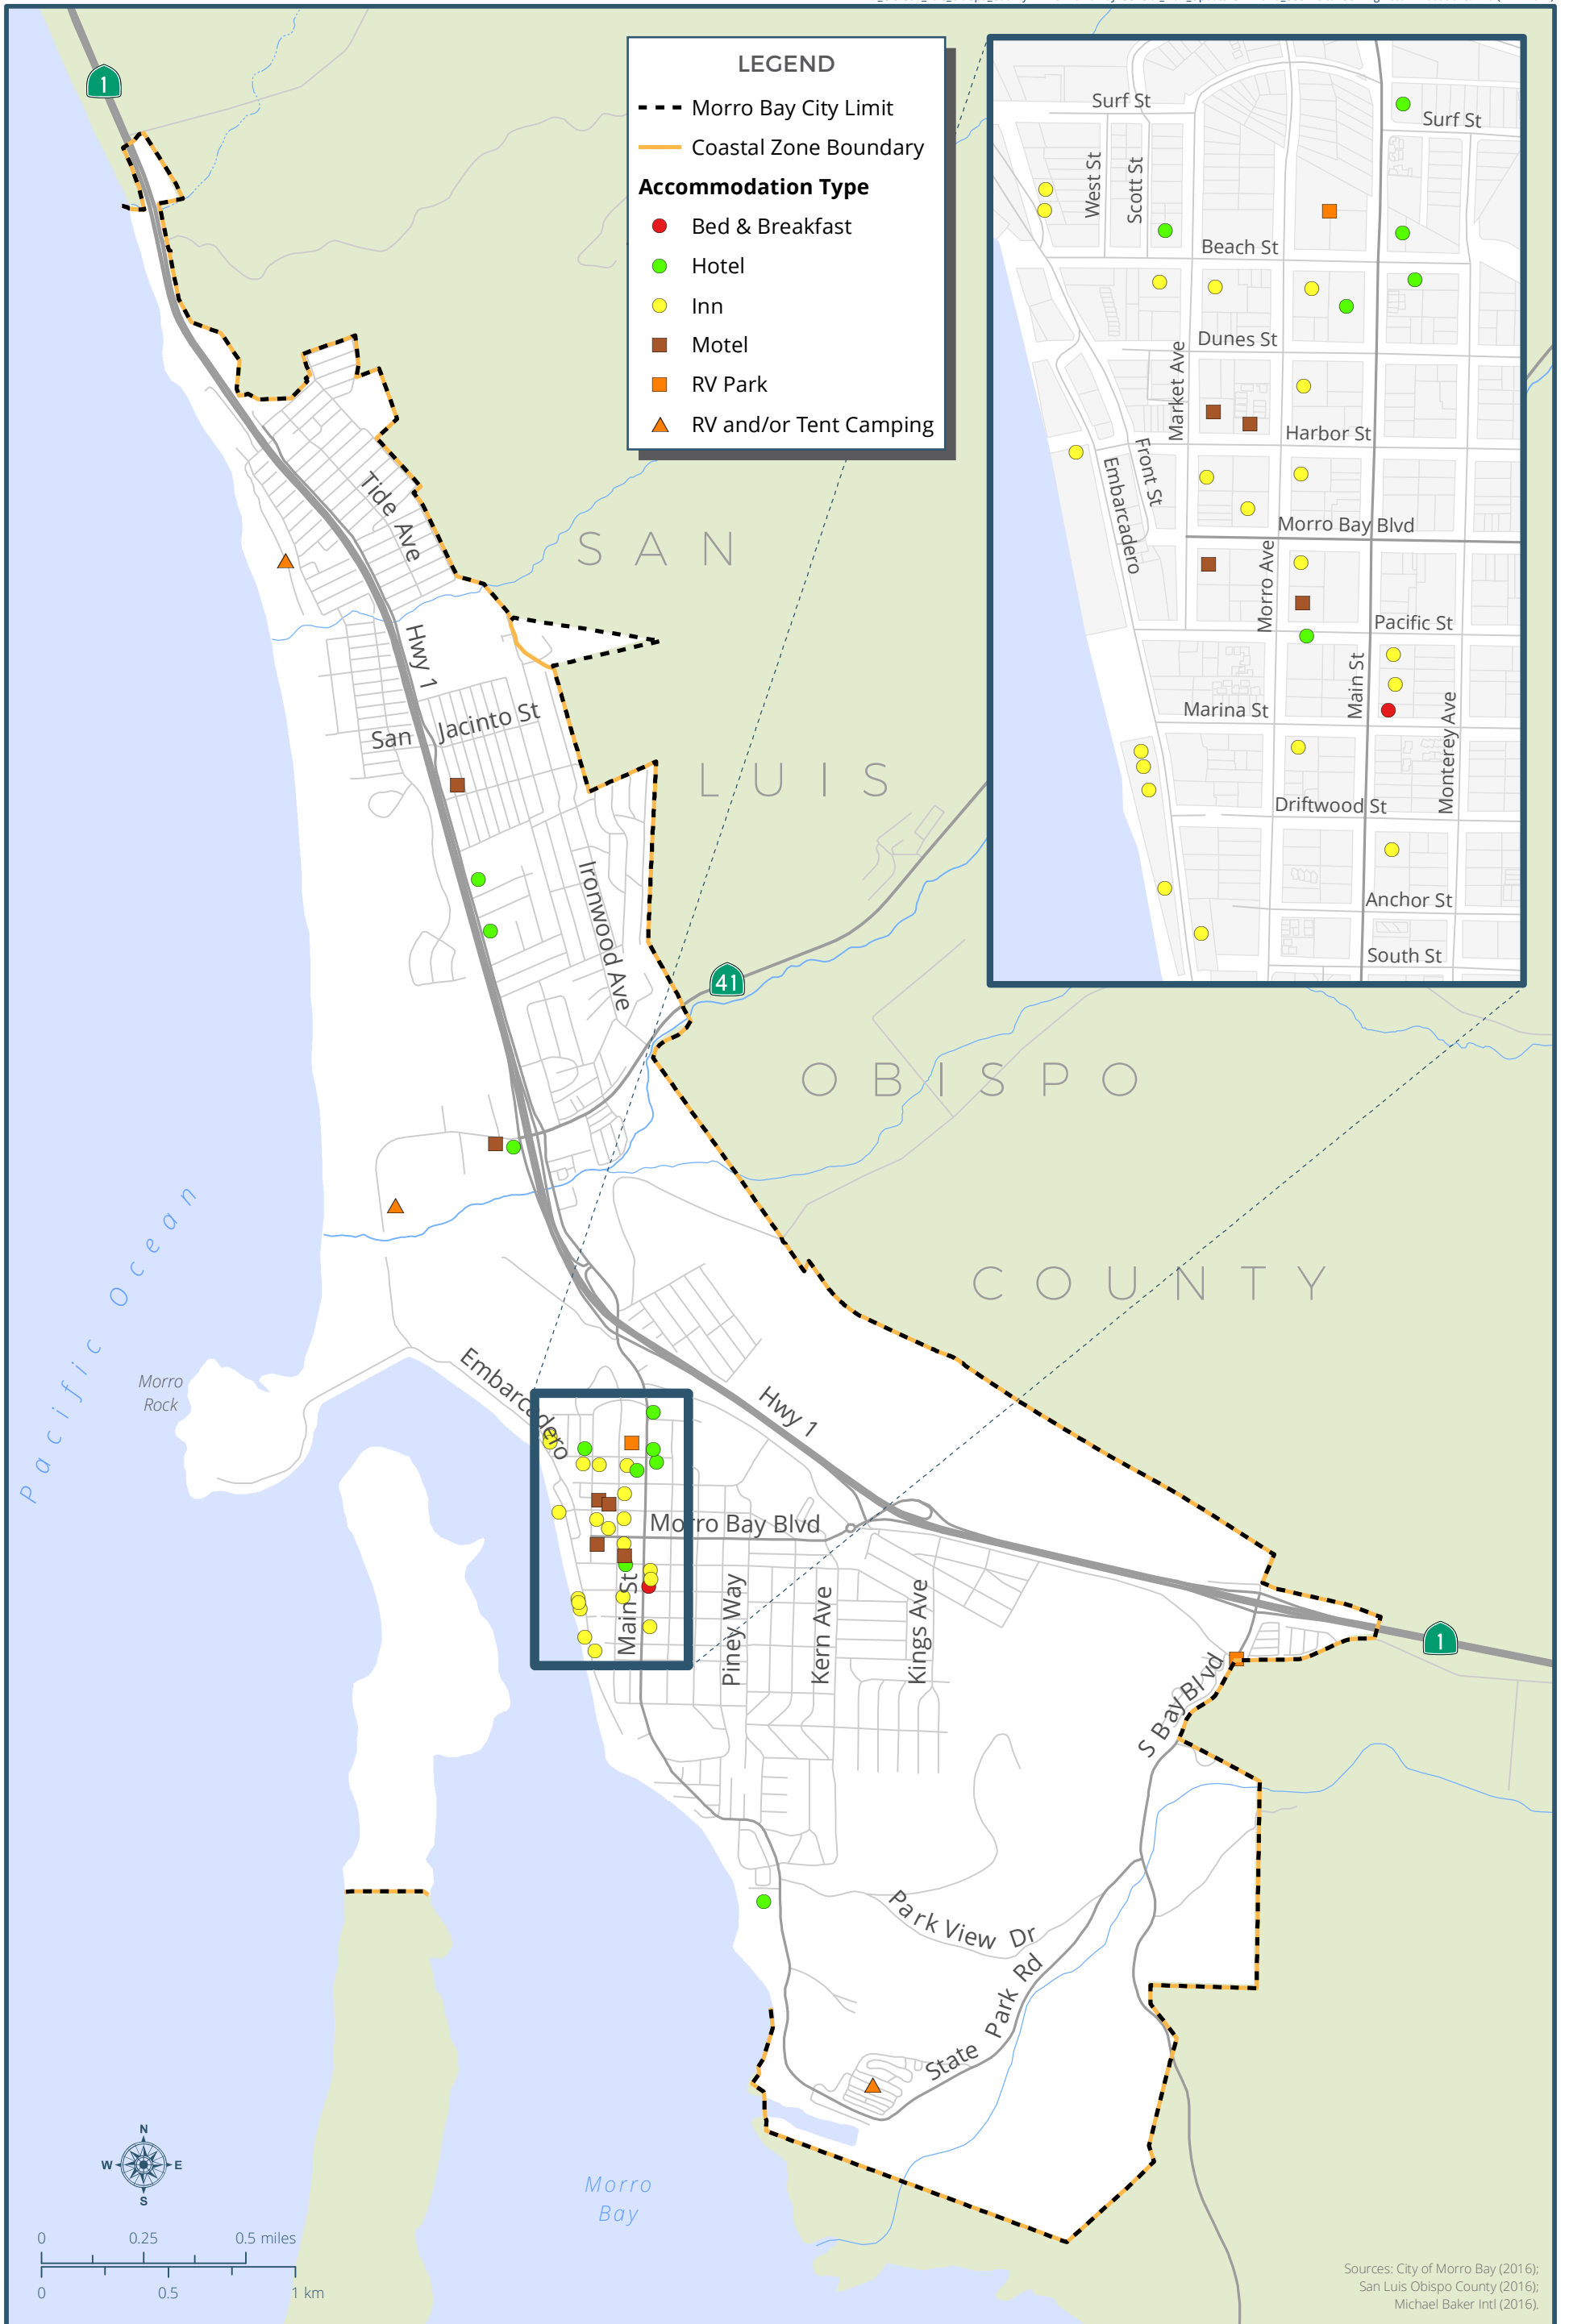 LEGEND
Morro Bay City Limit
Coastal Zone Boundary
Accommodation Type
Bed & Breakfast
Hotel
Inn
Motel
RV Park
RV and/or Tent Camping
Surf St
Surf St
West St
Scott St
Beach St
Dunes St
Market Ave
Harbor St
Front St
Embarcadero
Morro Bay Blvd
Morro Ave
Pacific St
Main St
Marina St
Monterey Ave
Driftwood St
Anchor St
South St
1
Tide Ave
Hwy 1
San Jacinto St
Ironwood Ave
41
SAN
LUIS
OBISPO
COUNTY
Pacific Ocean
Morro
Rock
Embarcadero
Hwy 1
Morro Bay Blvd
Main St
Piney Way
Kern Ave
Kings Ave
1
S Bay Blvd
Park View Dr
State Park Rd
Morro
Bay
N
W E
S
0 0.25 0.5 miles
0 0.5 1 km
Sources: City of Morro Bay (2016);
San Luis Obispo County (2016);
Michael Baker Intl (2016).